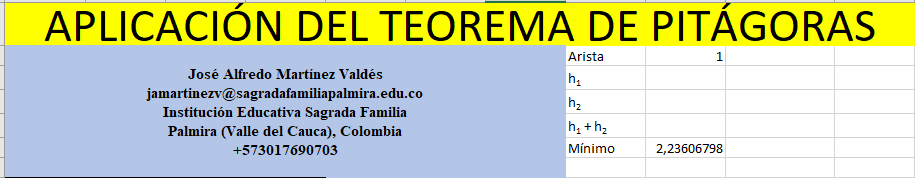 APLICACIÓN DEL TEOREMA DE PITÁGORAS
José Alfredo Martínez Valdés
jamartinezv@sagradafamiliapalmira.edu.co
Institución Educativa Sagrada Familia
Palmira (Valle del Cauca), Colombia
+573017690703
Arista 1
h₁
h₂
h₁ + h₂
Mínimo 2,23606798